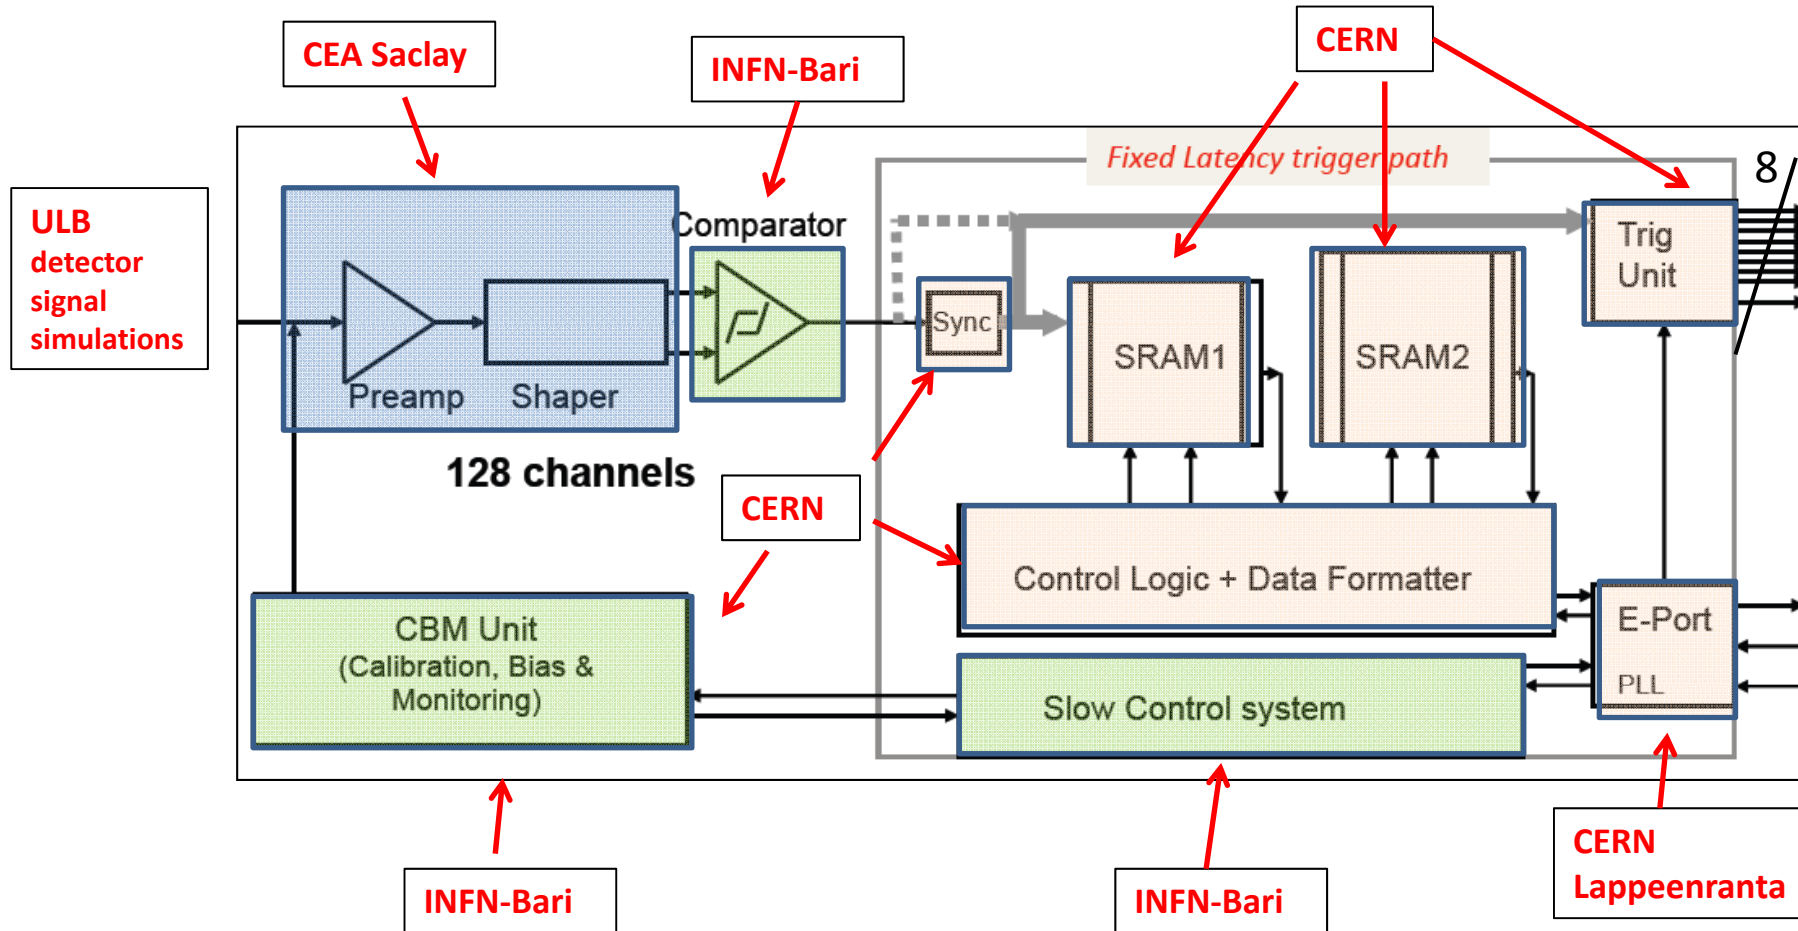 CEA Saclay
INFN-Bari
CERN
Fixed Latency trigger path
8
ULB
detector
signal
simulations
Comparator
Trig
Unit
Sync
SRAM1
SRAM2
Preamp
Shaper
128 channels
CERN
Control Logic + Data Formatter
CBM Unit
(Calibration, Bias &
Monitoring)
E-Port
PLL
Slow Control system
INFN-Bari
INFN-Bari
CERN
Lappeenranta